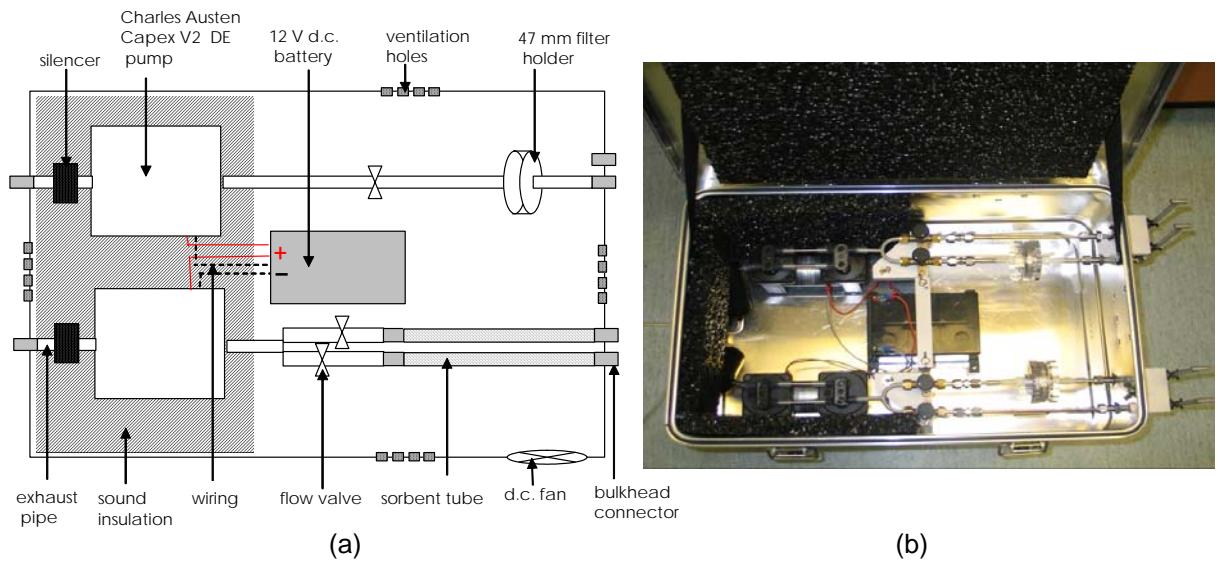 Charles Austen
Capex V2 DE
pump
silencer
12 V d.c.
battery
ventilation
holes
47 mm filter
holder
+
–
exhaust
pipe
sound
insulation
wiring
flow valve
sorbent tube
d.c. fan
bulkhead
connector
(a)
(b)